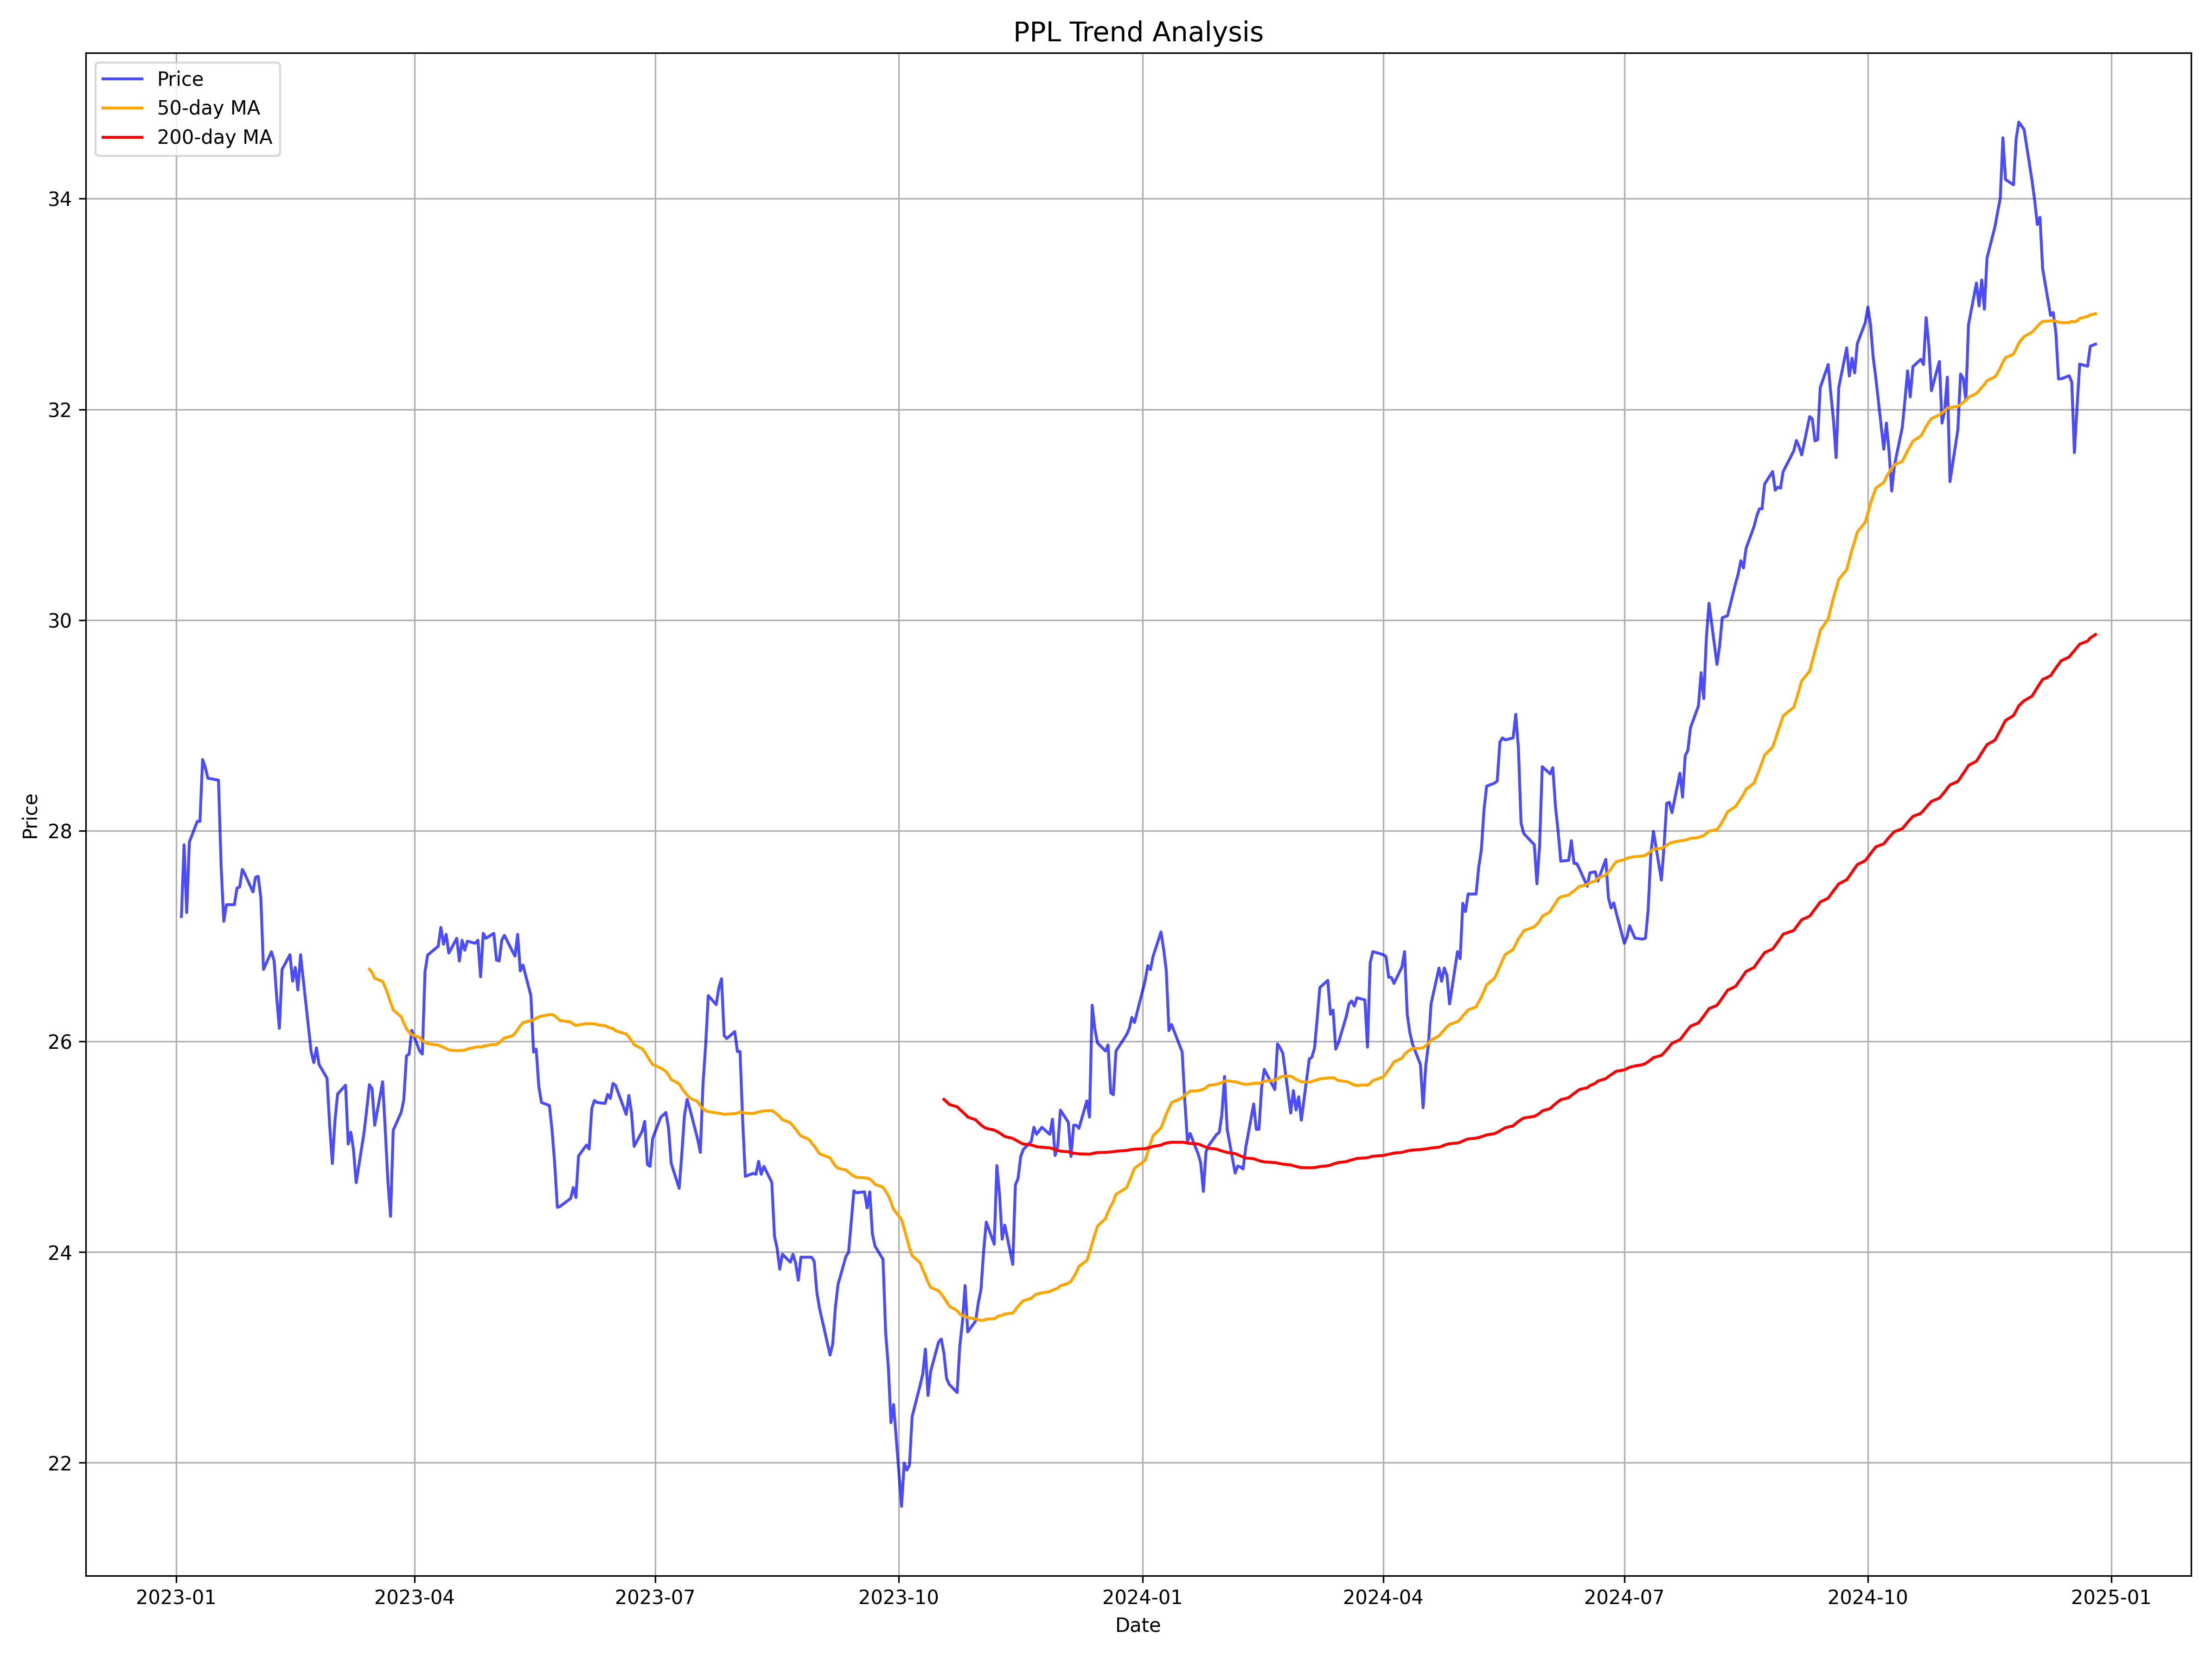 PPL Trend Analysis
Price
50-day MA
200-day MA
34
32
30
28
26
24
22
Price
2023-01
2023-04
2023-07
2023-10
2024-01
2024-04
2024-07
2024-10
2025-01
Date